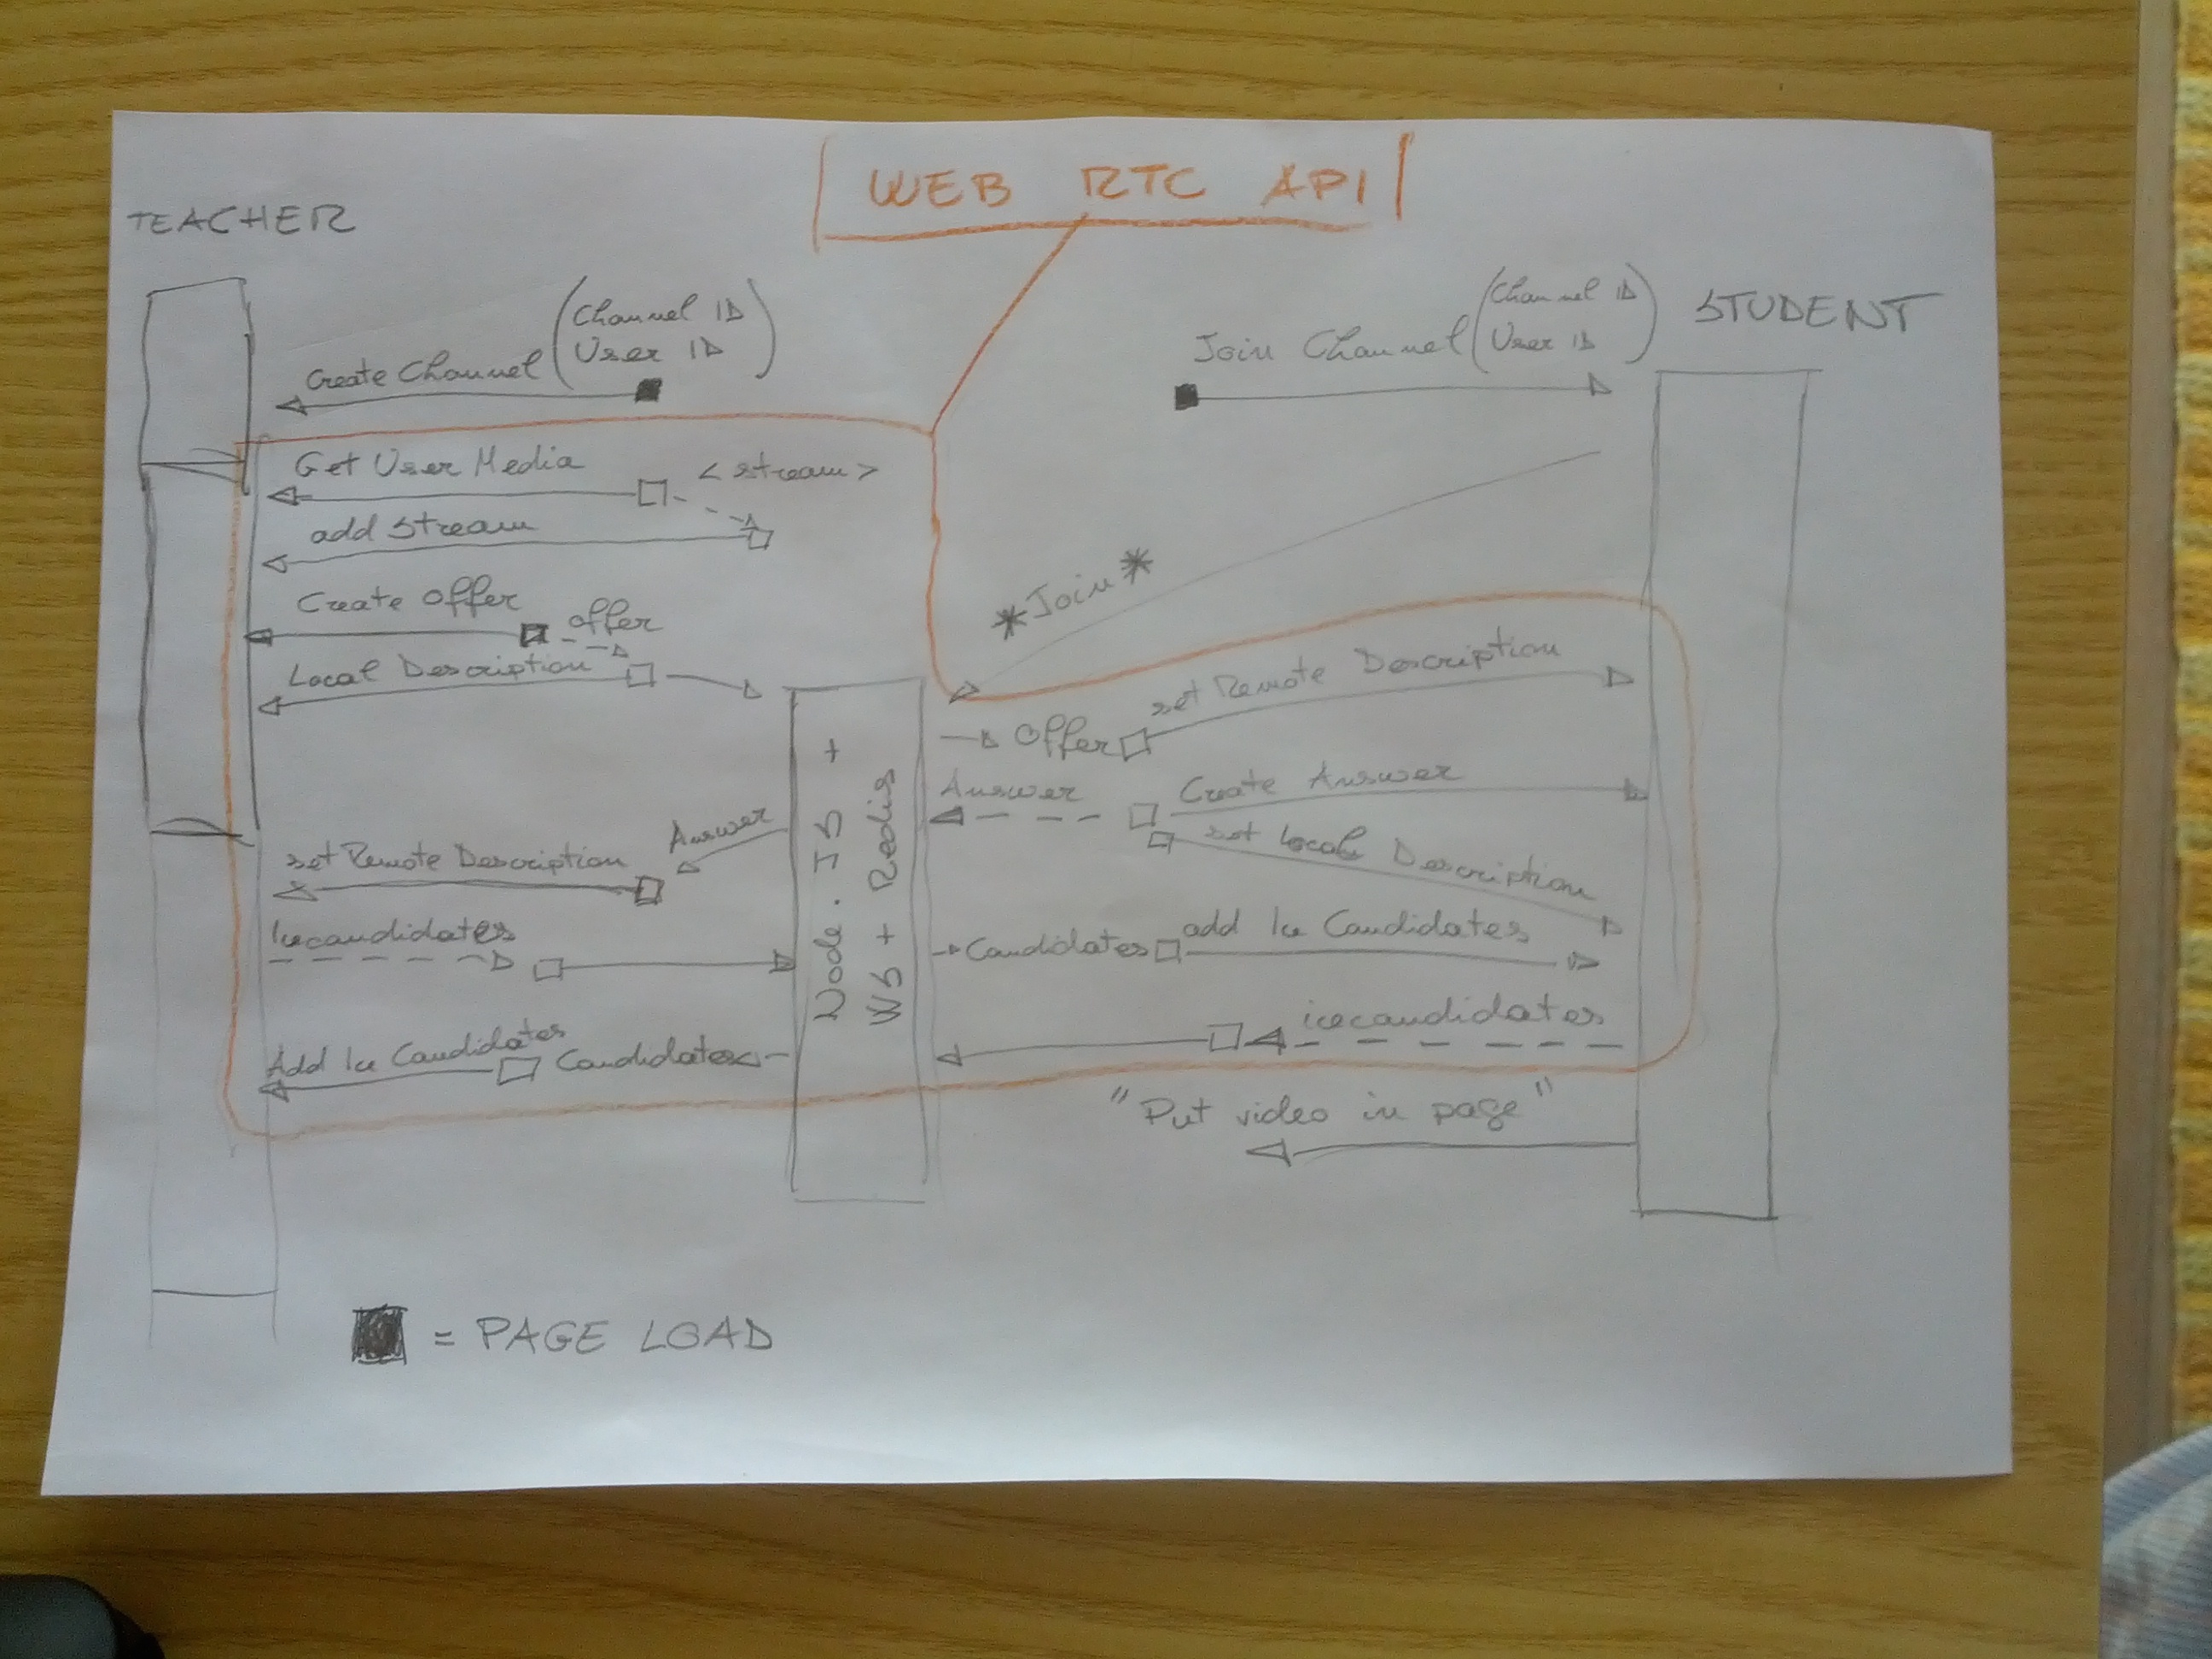 WEB RTC API
TEACHER
STUDENT
Create Channel (Channel ID
User ID)
Join Channel (Channel ID
User ID)
Get User Media
<stream>
add Stream
*Join*
Create Offer
offer
Local Description
set Remote Description
Offer
Answer
Create Answer
set Local Description
Answer
set Remote Description
Node.JS +
WS + Redis
Icecandidates
Candidates
add Ice Candidates
icecandidates
Add Ice Candidates
Candidates
"Put video in page"
= PAGE LOAD